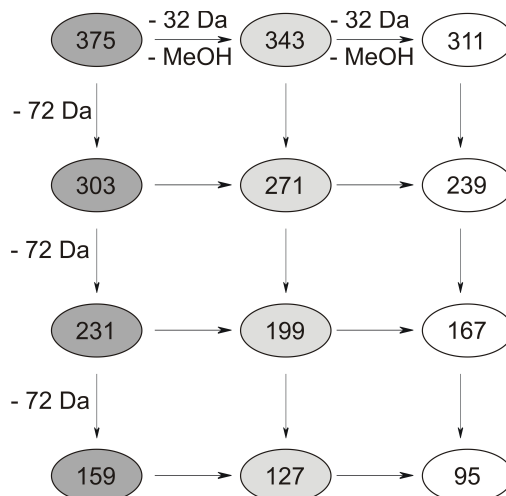 - 32 Da - 32 Da
375 343 311
- MeOH - MeOH
- 72 Da
303 271 239
- 72 Da
231 199 167
- 72 Da
159 127 95